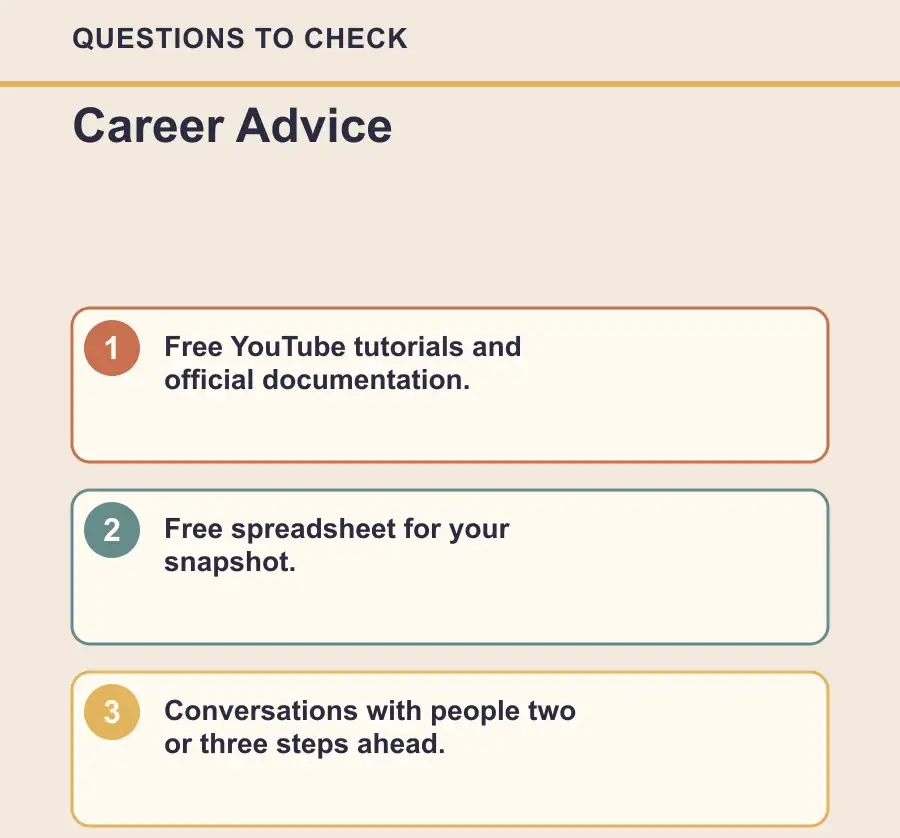 QUESTIONS TO CHECK
Career Advice
1
Free YouTube tutorials and
official documentation.
2
Free spreadsheet for your
snapshot.
3
Conversations with people two
or three steps ahead.